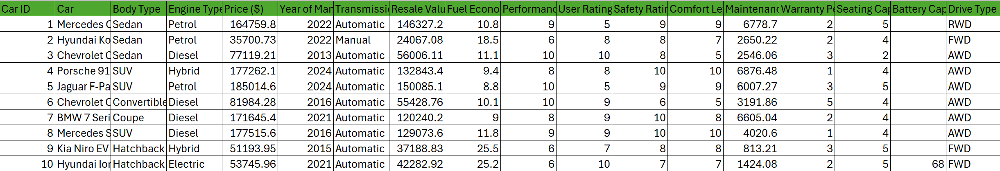 Car ID Car Body Type Engine Type Price ($) Year of Man Transmissi Resale Valu Fuel Econo Performanc User Rating Safety Ratin Comfort Le Maintenanc Warranty Pe Seating Cap Battery Cap Drive Type
1 Mercedes C Sedan Petrol 164759.8 2022 Automatic 146327.2 10.8 9 5 9 9 6778.7 2 5 RWD
2 Hyundai Ko Sedan Petrol 35700.73 2022 Manual 24067.08 18.5 6 8 8 7 2650.22 2 4 FWD
3 Chevrolet C Sedan Diesel 77119.21 2013 Automatic 56006.11 11.1 10 10 8 5 2546.06 3 2 AWD
4 Porsche 91 SUV Hybrid 177262.1 2024 Automatic 132843.4 9.4 8 8 10 10 6876.48 1 4 AWD
5 Jaguar F-Pa SUV Petrol 185014.6 2024 Automatic 150085.1 8.8 10 5 9 9 6007.27 3 5 AWD
6 Chevrolet C Convertible Diesel 81984.28 2016 Automatic 55428.76 10.1 10 9 6 5 3191.86 5 4 AWD
7 BMW 7 Seri Coupe Diesel 171645.4 2021 Automatic 120240.2 9 8 9 10 8 6605.04 2 4 AWD
8 Mercedes S SUV Diesel 177515.6 2016 Automatic 129073.6 11.8 9 9 10 10 4020.6 1 4 AWD
9 Kia Niro EV Hatchback Hybrid 51193.95 2015 Automatic 37188.83 25.5 6 7 8 8 813.21 3 5 FWD
10 Hyundai Ior Hatchback Electric 53745.96 2021 Automatic 42282.92 25.2 6 10 7 7 1424.08 2 5 68 FWD